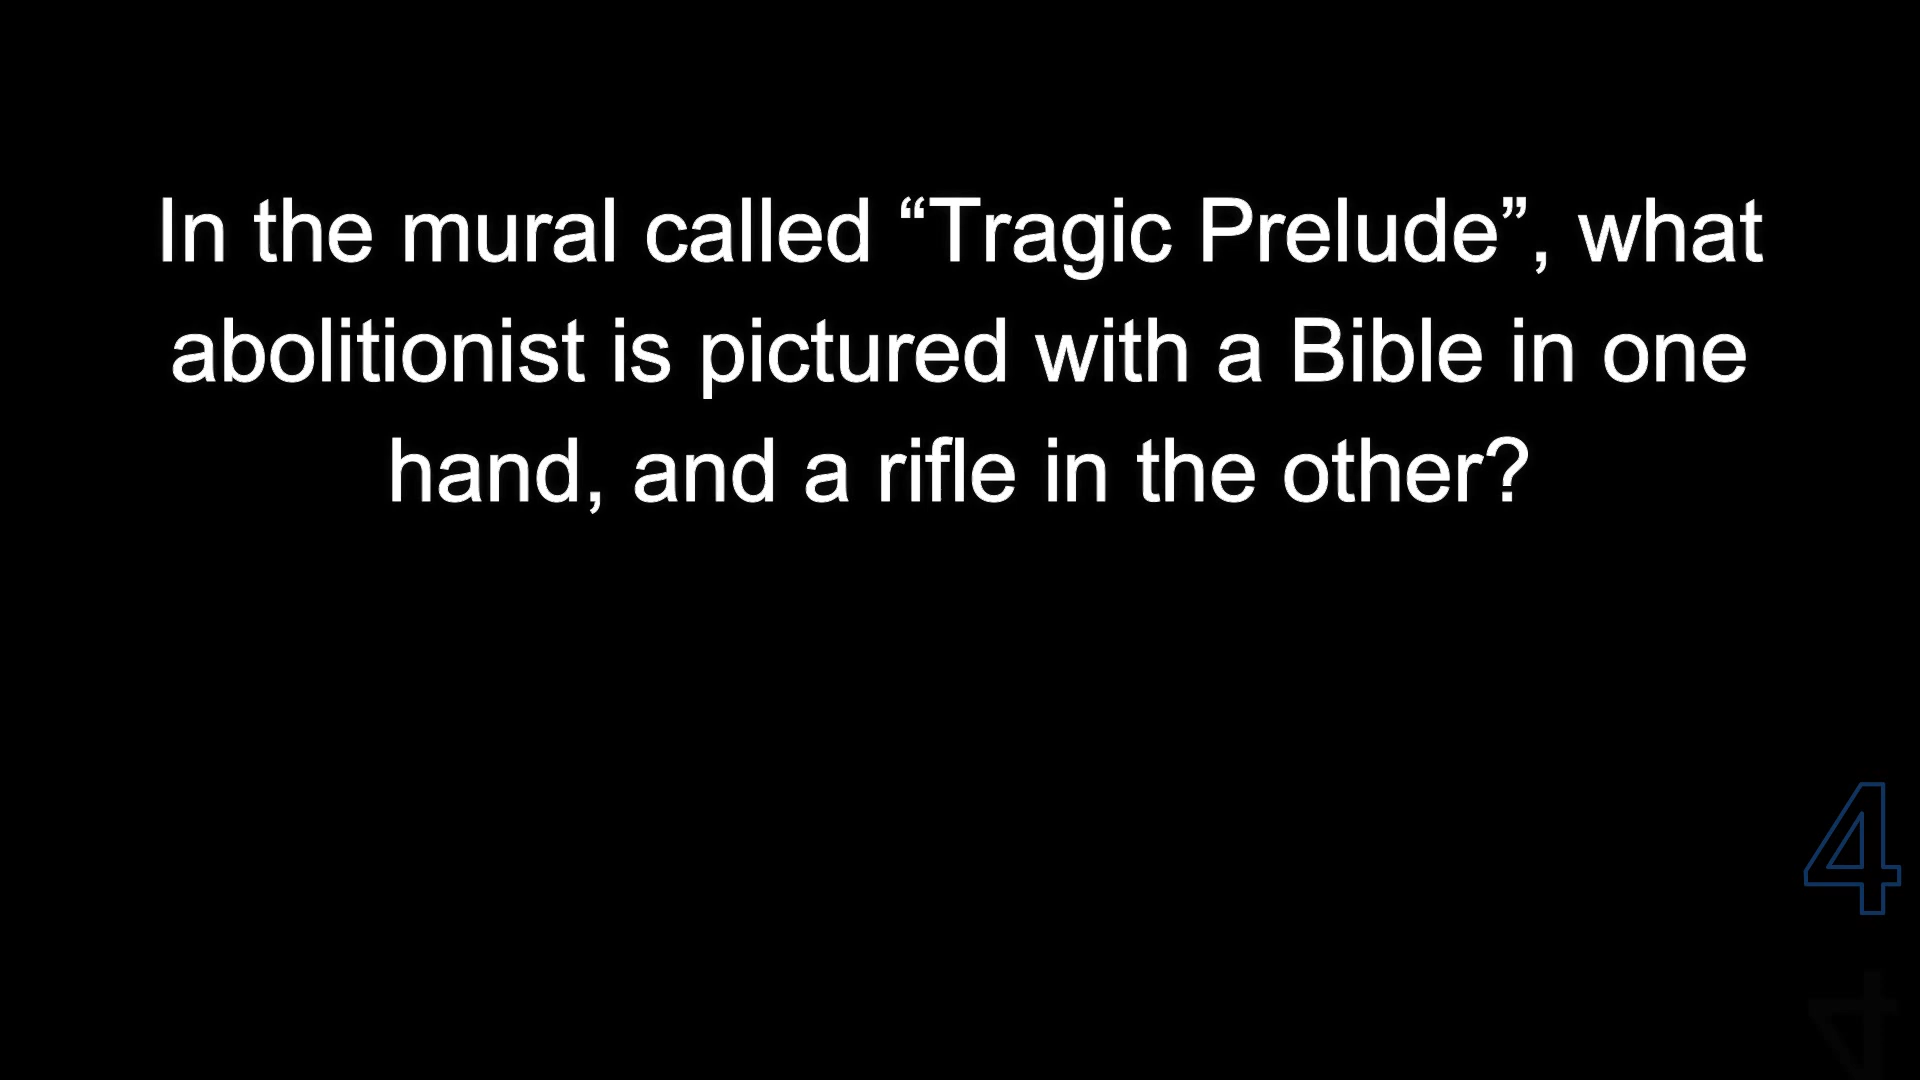 In the mural called “Tragic Prelude”, what
abolitionist is pictured with a Bible in one
hand, and a rifle in the other?
4